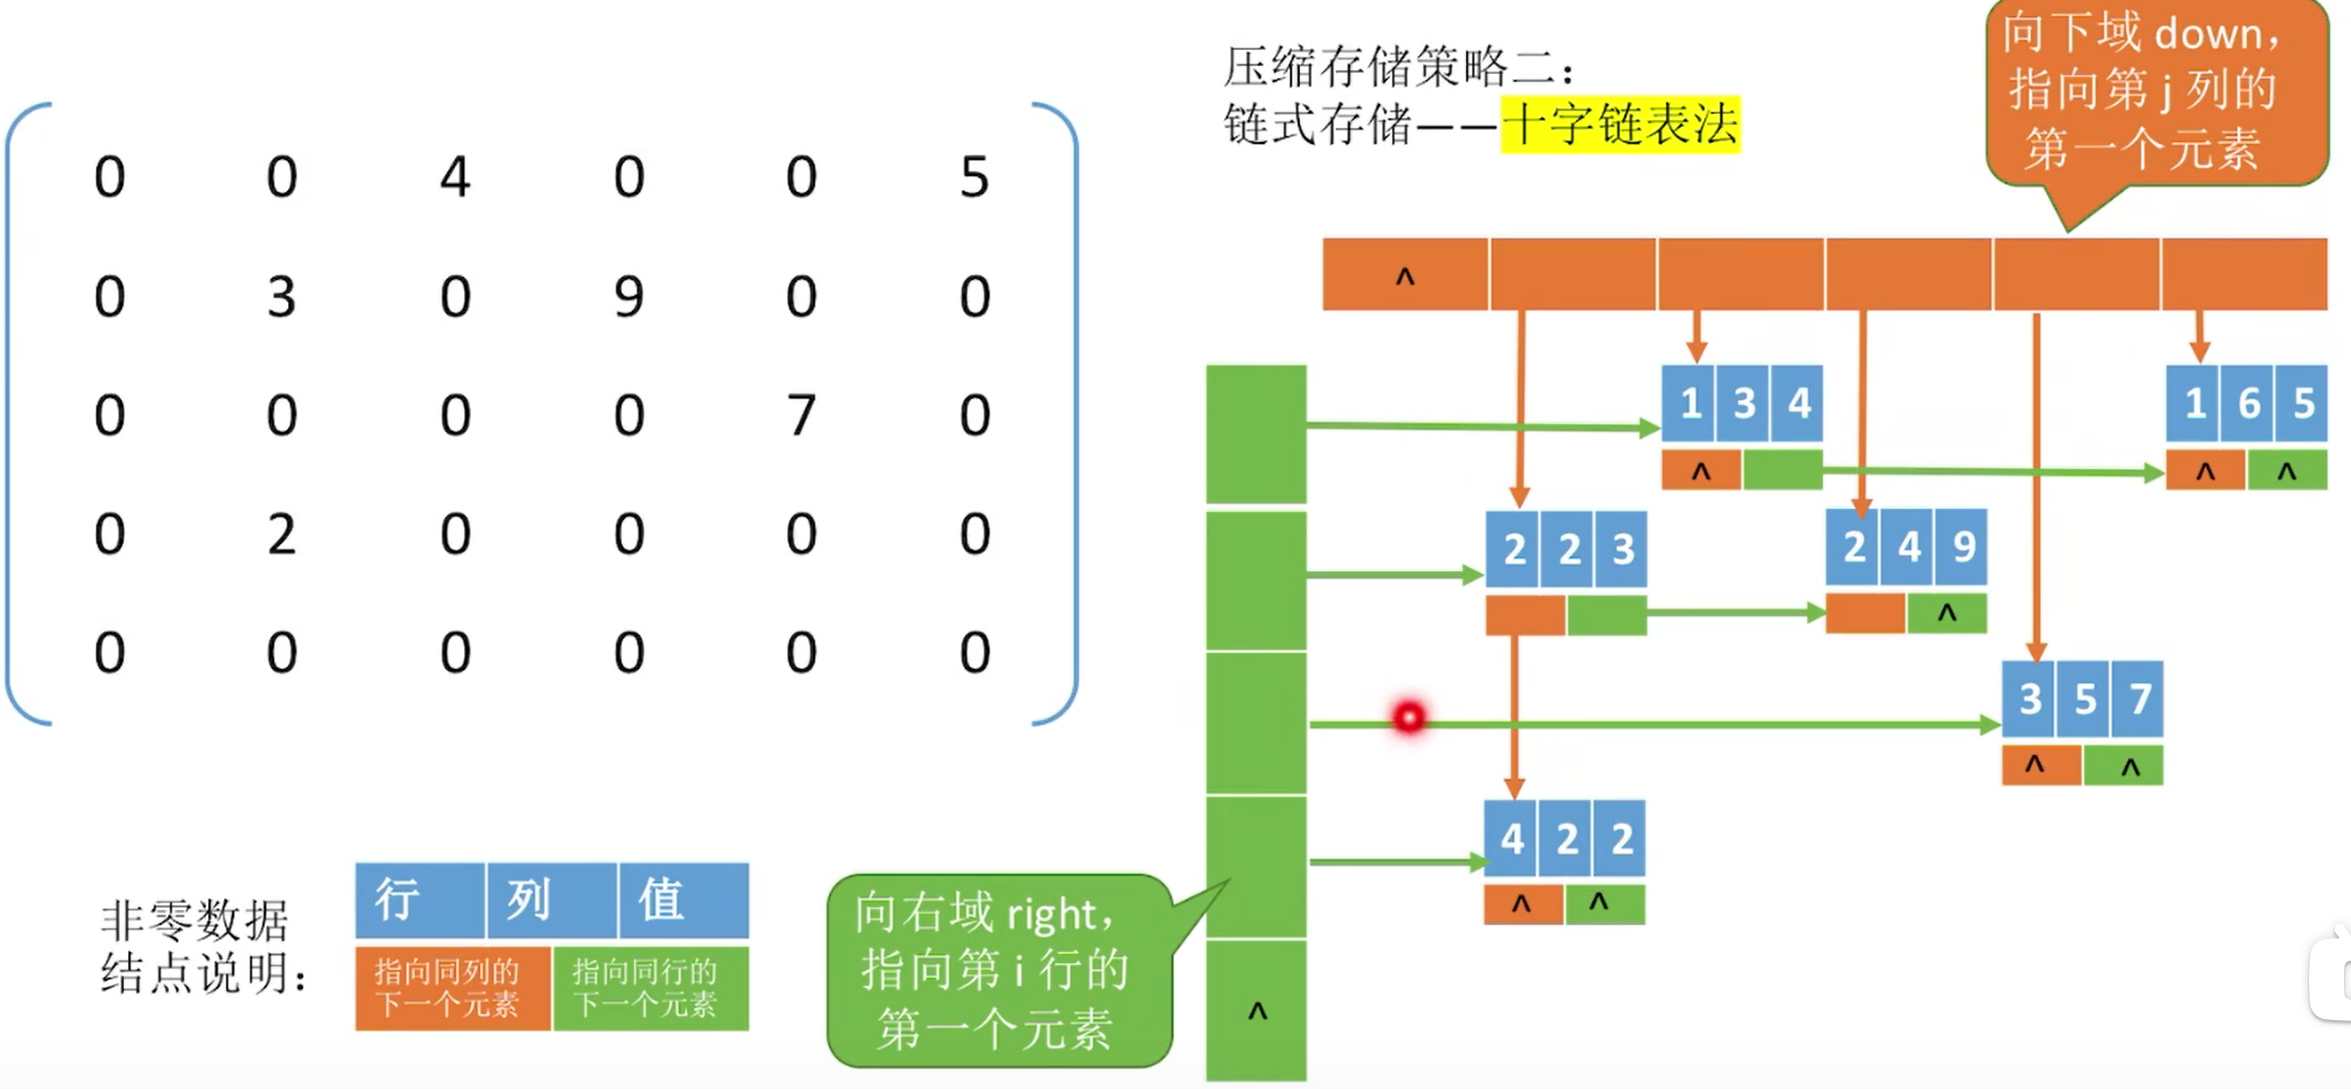 压缩存储策略二：
链式存储——十字链表法
向下域 down，
指向第 j 列的
第一个元素
0 0 4 0 0 5
0 3 0 9 0 0
0 0 0 0 7 0
0 2 0 0 0 0
0 0 0 0 0 0
^
1 3 4
1 6 5
^
^ ^
2 2 3
2 4 9
^
3 5 7
^ ^
4 2 2
^ ^
^
向右域 right，
指向第 i 行的
第一个元素
非零数据
结点说明：
行 列 值
指向同列的
下一个元素
指向同行的
下一个元素